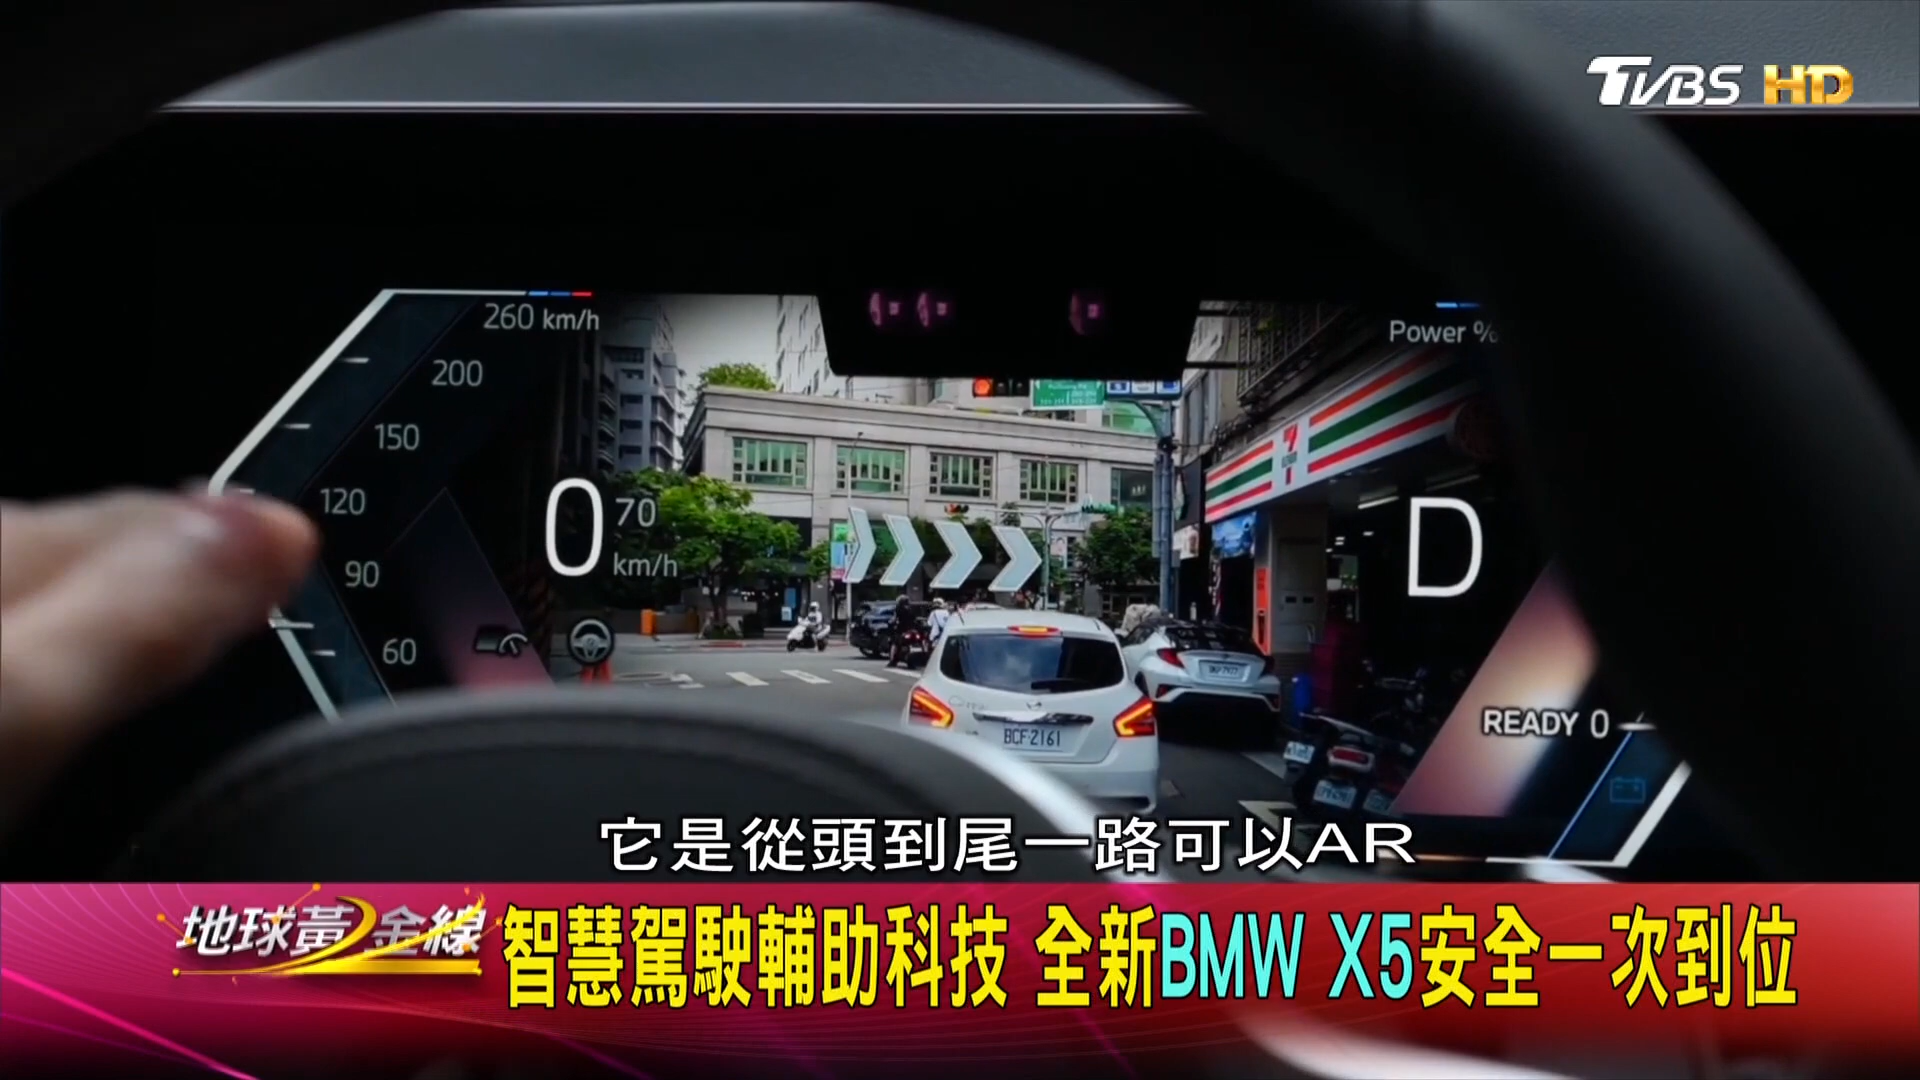 TVBS HD
260 km/h
200
150
120
90
60
0 70 km/h
Power %
D
READY 0
7
BCF-2161
它是從頭到尾一路可以AR
地球黃金線
智慧駕駛輔助科技 全新BMW X5安全一次到位